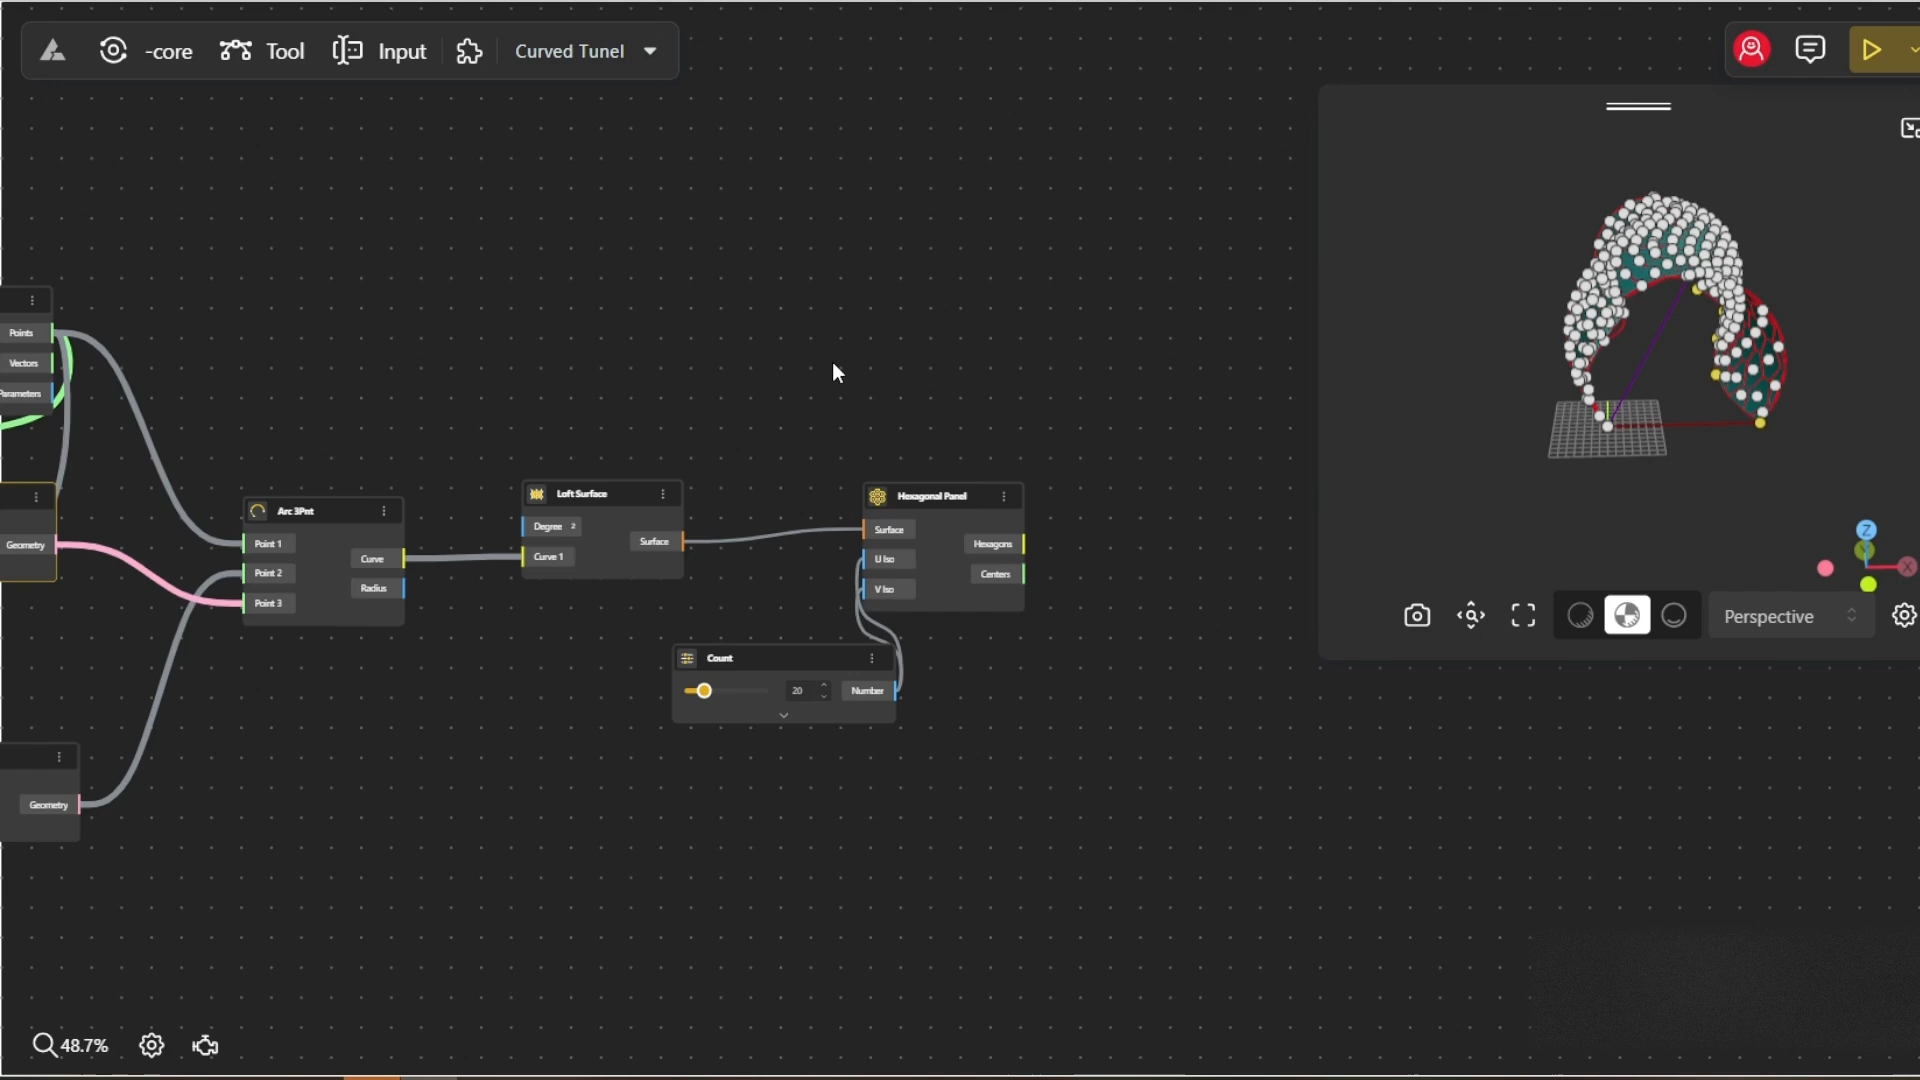 -core Tool Input Curved Tunel
Points
Vectors
Parameters
Geometry
Geometry
Arc 3Pnt
Point 1
Point 2
Point 3
Curve
Radius
Loft Surface
Degree 2
Curve 1
Surface
Hexagonal Panel
Surface
U Iso
V Iso
Hexagons
Centers
Count
20 Number
Z
X
Perspective
48.7%